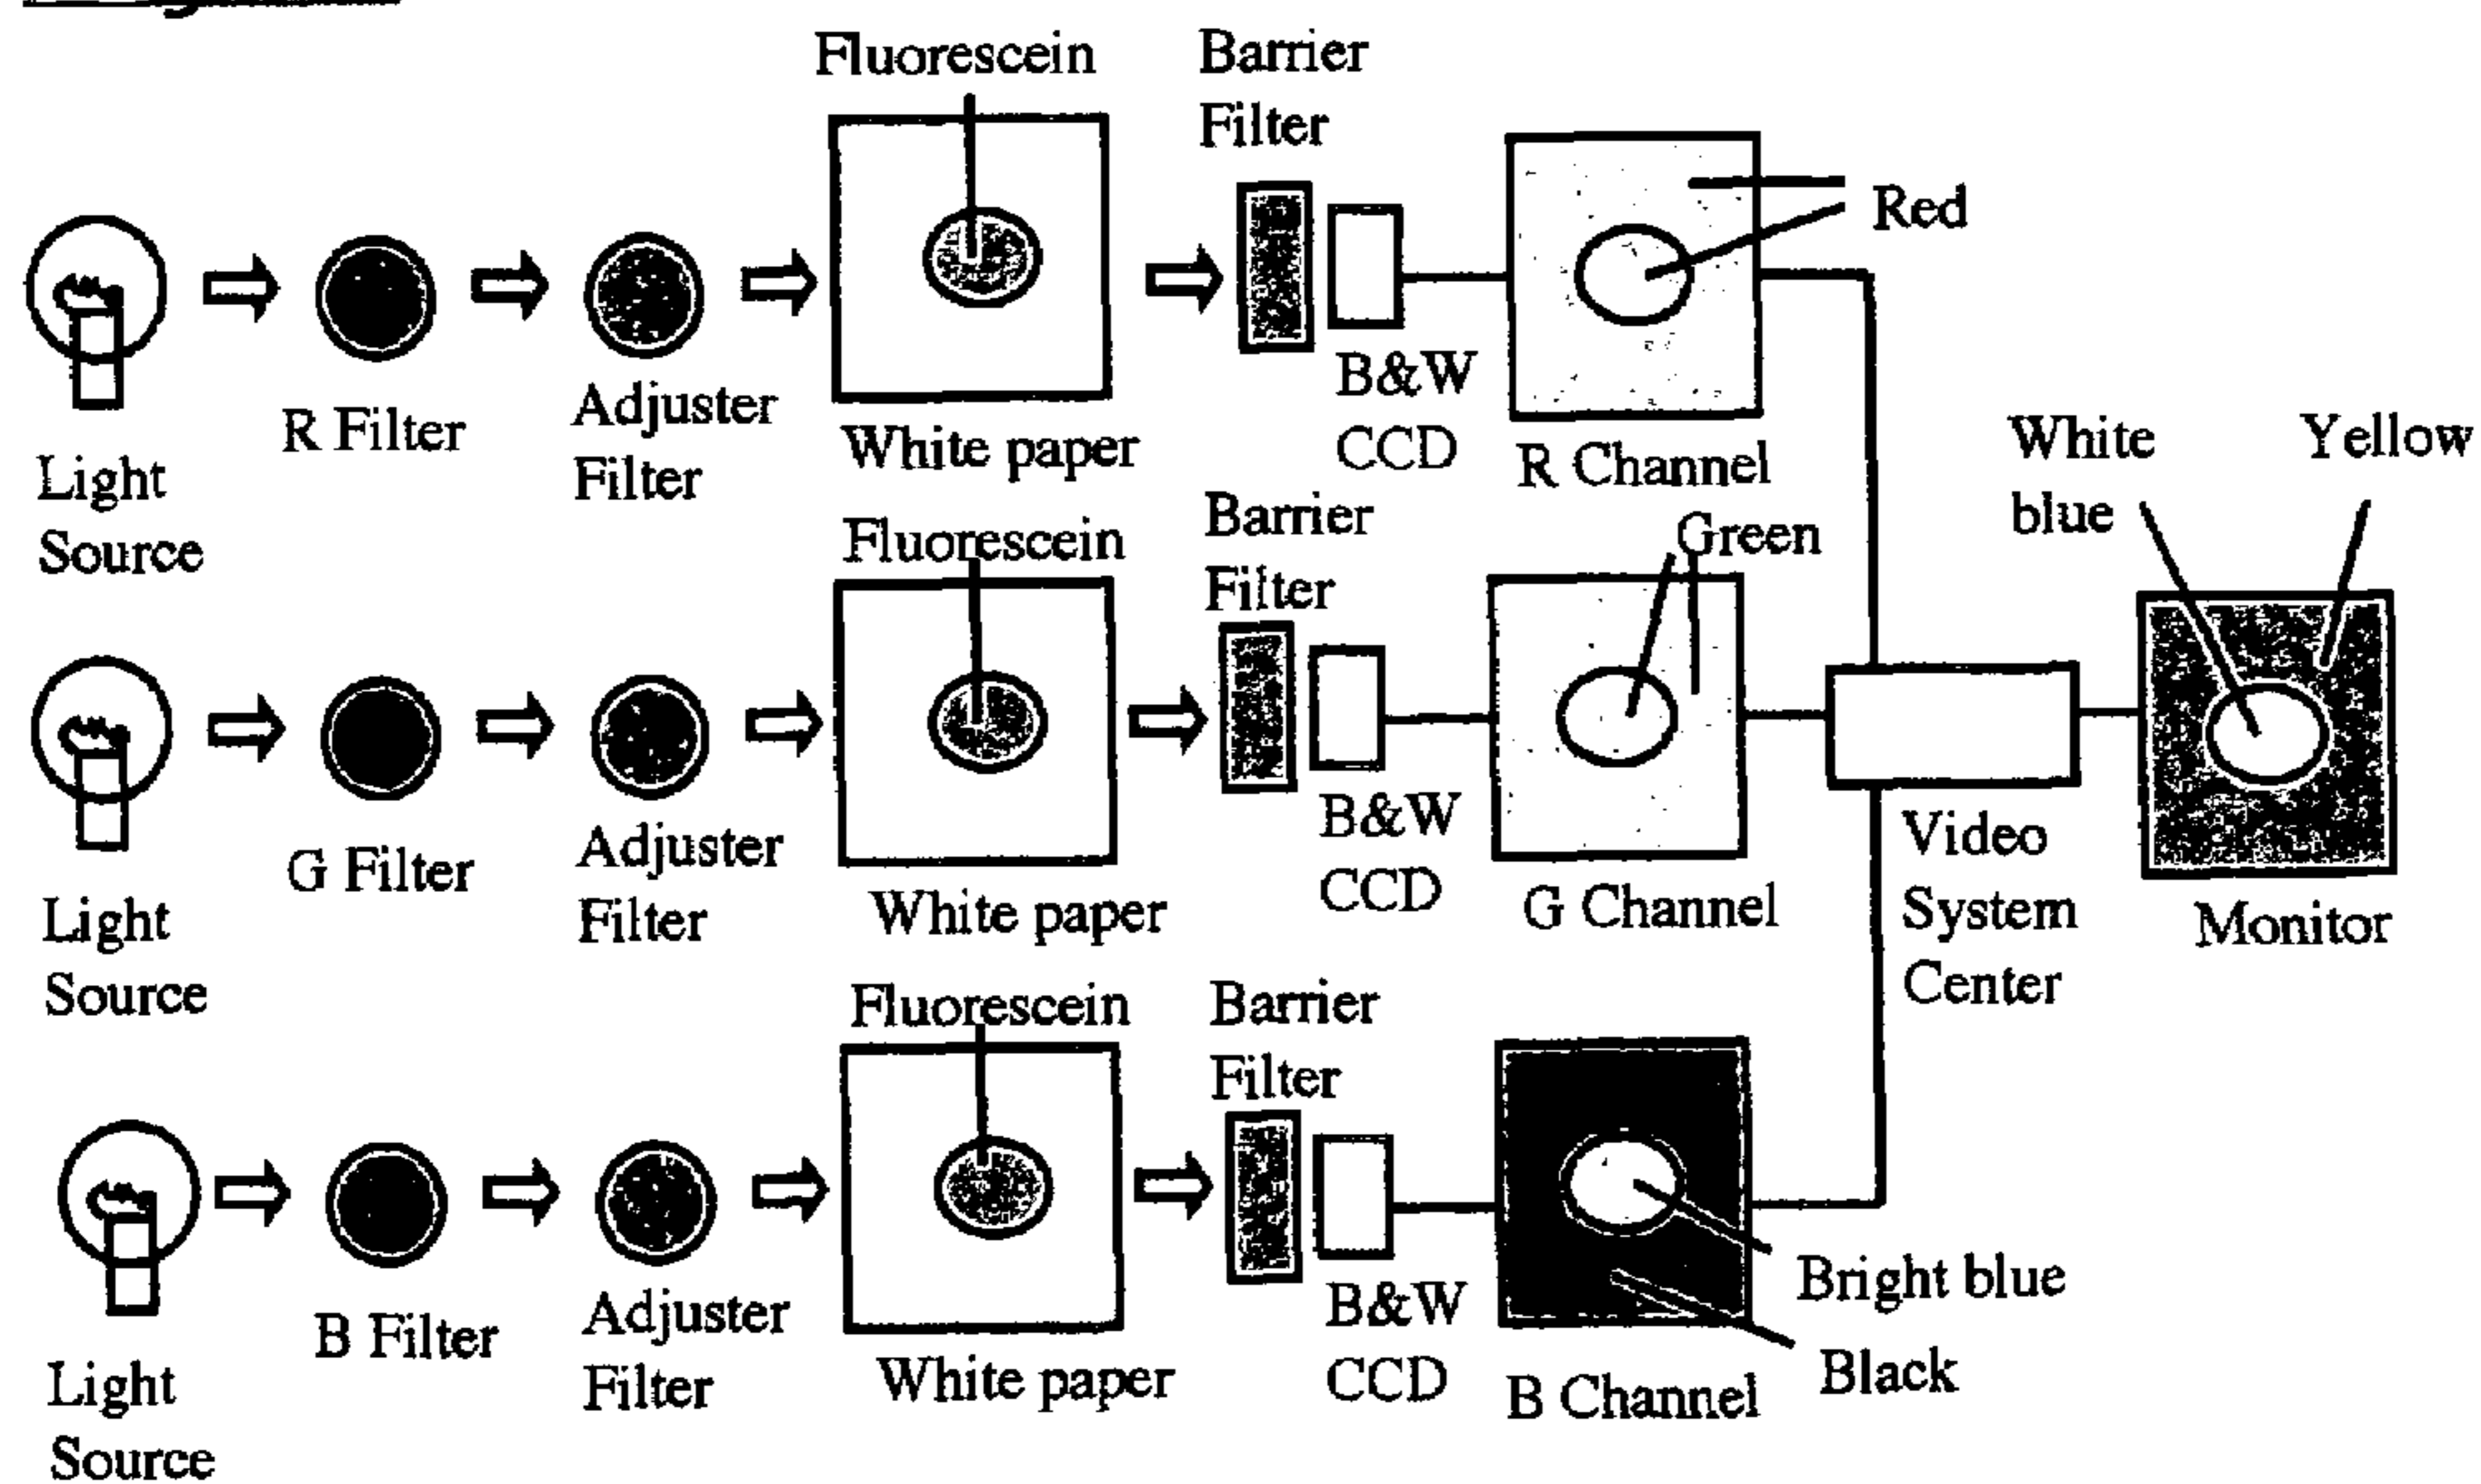 Fluorescein
Barrier
Filter
Red
R Filter
Adjuster
Filter
White paper
B&W
CCD
R Channel
Light
Source
White
blue
Yellow
Fluorescein
Barrier
Filter
Green
G Filter
Adjuster
Filter
White paper
B&W
CCD
G Channel
Light
Source
Video
System
Center
Monitor
Fluorescein
Barrier
Filter
Bright blue
Black
B Filter
Adjuster
Filter
White paper
B&W
CCD
B Channel
Light
Source